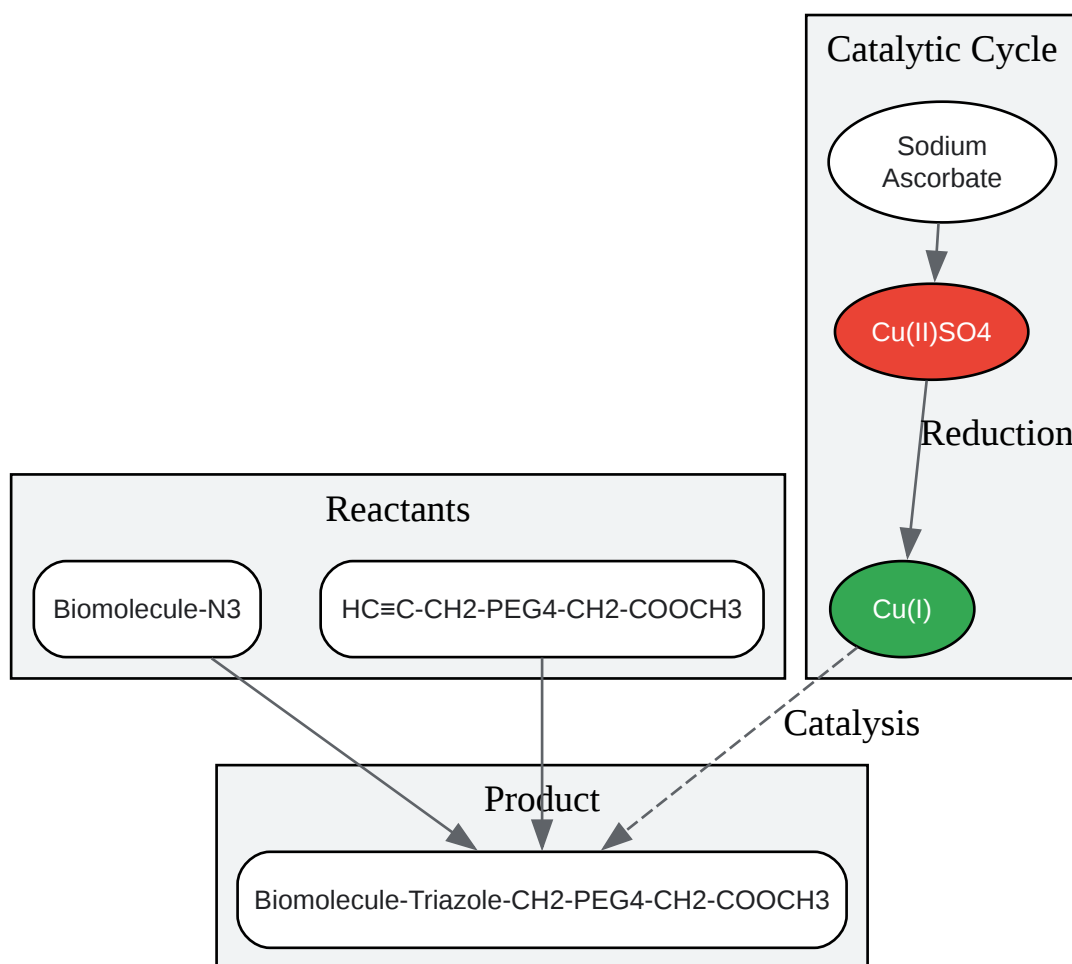 Catalytic Cycle
Sodium
Ascorbate
Cu(II)SO4
Reduction
Reactants
Biomolecule-N3
HC≡C-CH2-PEG4-CH2-COOCH3
Cu(I)
Catalysis
Product
Biomolecule-Triazole-CH2-PEG4-CH2-COOCH3